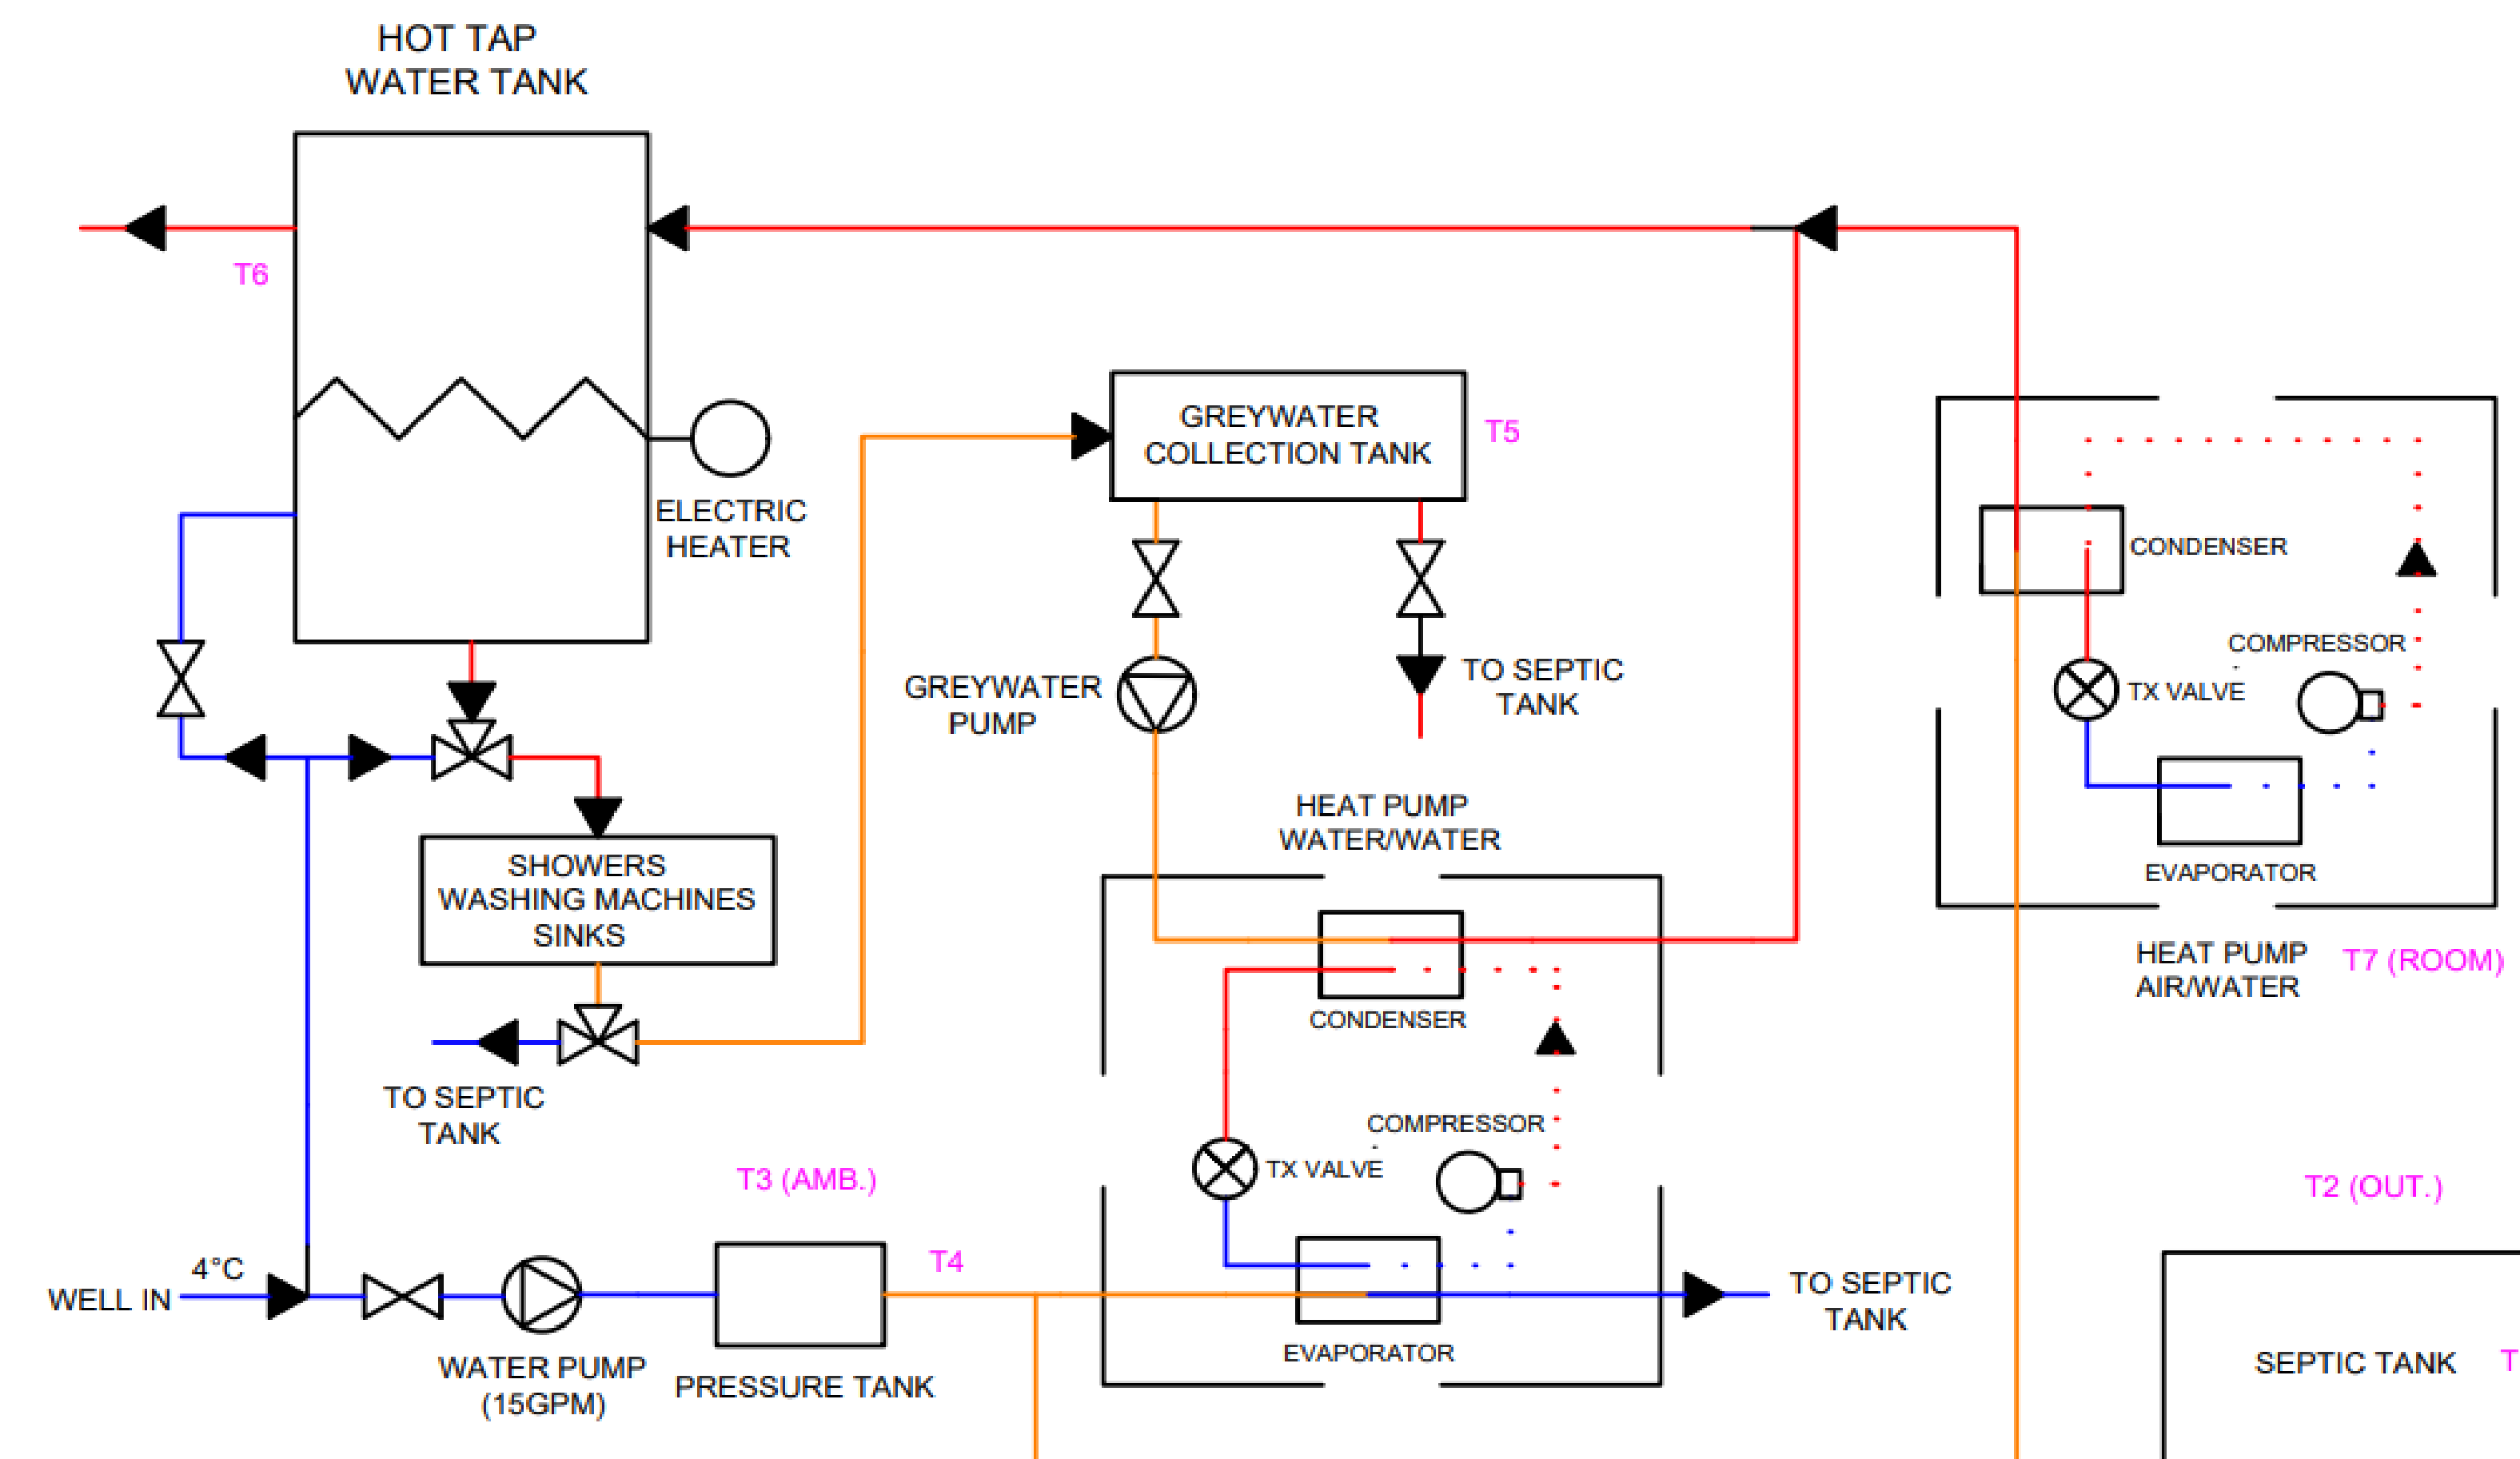 HOT TAP
WATER TANK
T6
ELECTRIC
HEATER
GREYWATER
COLLECTION TANK
T5
CONDENSER
COMPRESSOR
TX VALVE
EVAPORATOR
HEAT PUMP
AIR/WATER
T7 (ROOM)
GREYWATER
PUMP
TO SEPTIC
TANK
HEAT PUMP
WATER/WATER
SHOWERS
WASHING MACHINES
SINKS
TO SEPTIC
TANK
CONDENSER
COMPRESSOR
TX VALVE
EVAPORATOR
T3 (AMB.)
T4
4°C
WELL IN
WATER PUMP
(15GPM)
PRESSURE TANK
TO SEPTIC
TANK
T2 (OUT.)
SEPTIC TANK